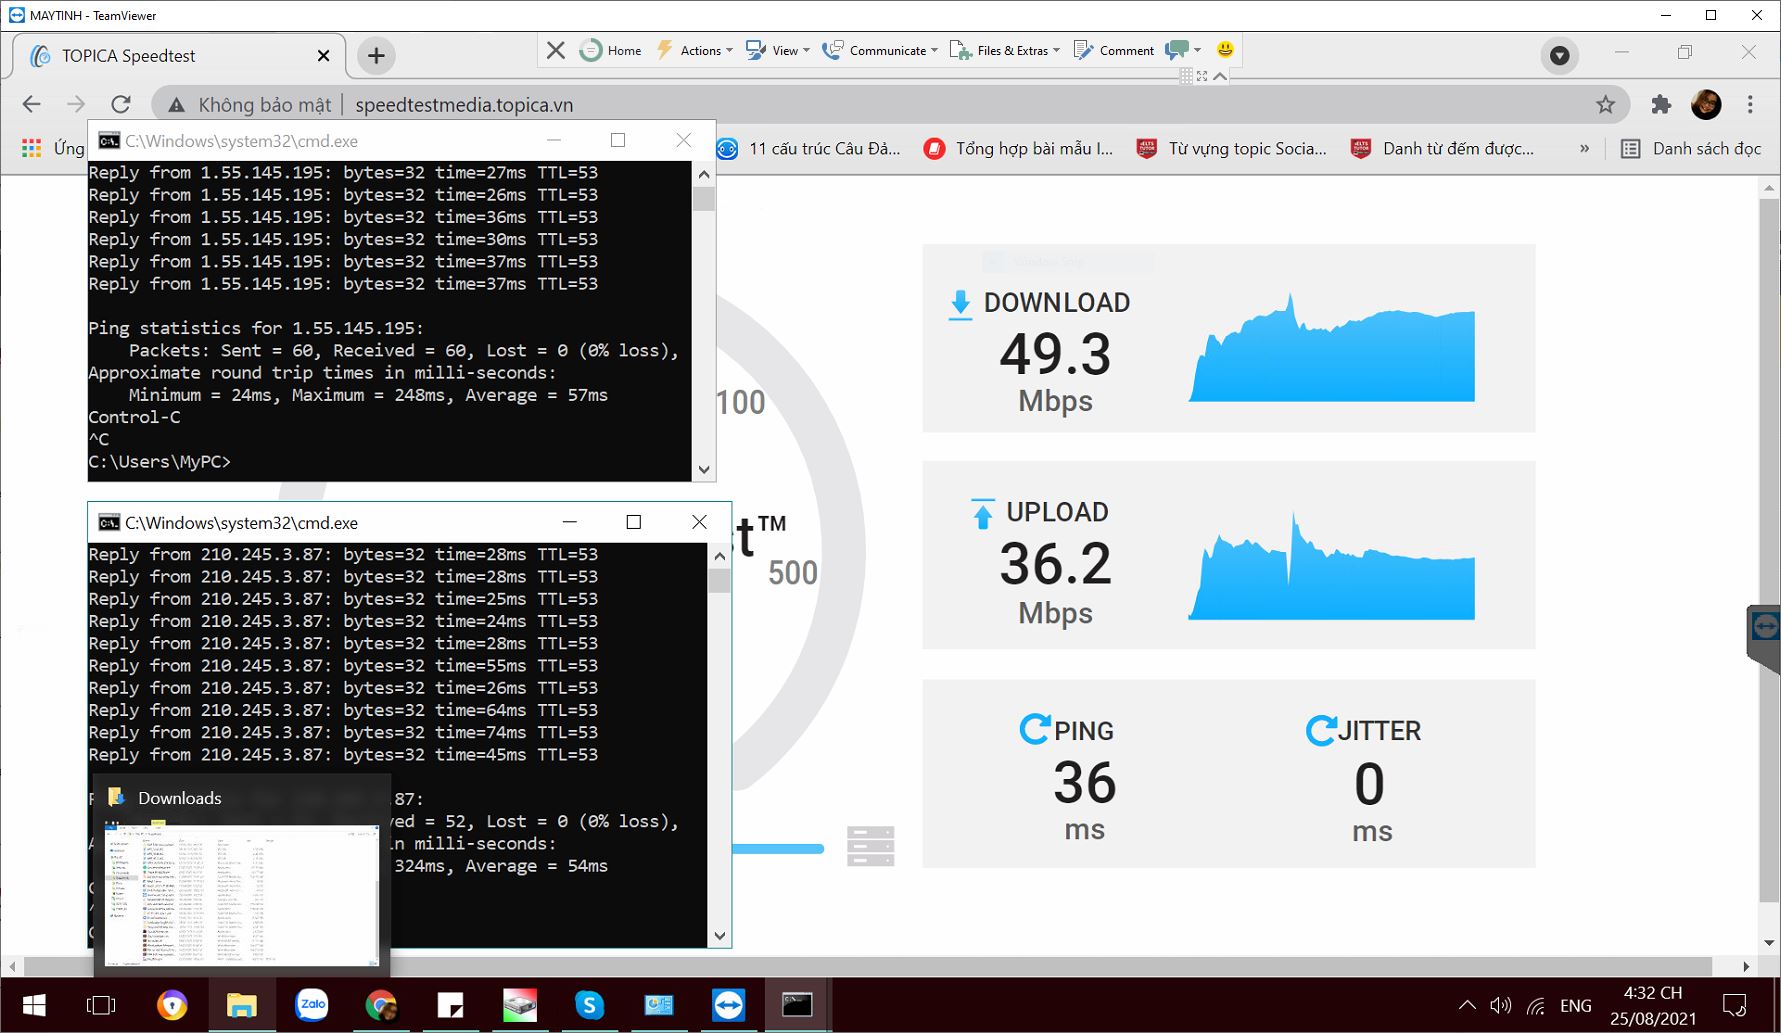 MAYTINH - TeamViewer
TOPICA Speedtest
Home
Actions
View
Communicate
Files & Extras
Comment
Không bảo mật
speedtestmedia.topica.vn
Ứng
11 cấu trúc Câu Đả...
Tổng hợp bài mẫu I...
Từ vựng topic Socia...
Danh từ đếm được...
»
Danh sách đọc
C:\Windows\system32\cmd.exe
Reply from 1.55.145.195: bytes=32 time=27ms TTL=53
Reply from 1.55.145.195: bytes=32 time=26ms TTL=53
Reply from 1.55.145.195: bytes=32 time=36ms TTL=53
Reply from 1.55.145.195: bytes=32 time=30ms TTL=53
Reply from 1.55.145.195: bytes=32 time=37ms TTL=53
Reply from 1.55.145.195: bytes=32 time=37ms TTL=53
Ping statistics for 1.55.145.195:
Packets: Sent = 60, Received = 60, Lost = 0 (0% loss),
Approximate round trip times in milli-seconds:
Minimum = 24ms, Maximum = 248ms, Average = 57ms
Control-C
^C
C:\Users\MyPC>
100
t™
500
C:\Windows\system32\cmd.exe
Reply from 210.245.3.87: bytes=32 time=28ms TTL=53
Reply from 210.245.3.87: bytes=32 time=28ms TTL=53
Reply from 210.245.3.87: bytes=32 time=25ms TTL=53
Reply from 210.245.3.87: bytes=32 time=24ms TTL=53
Reply from 210.245.3.87: bytes=32 time=28ms TTL=53
Reply from 210.245.3.87: bytes=32 time=55ms TTL=53
Reply from 210.245.3.87: bytes=32 time=26ms TTL=53
Reply from 210.245.3.87: bytes=32 time=64ms TTL=53
Reply from 210.245.3.87: bytes=32 time=74ms TTL=53
Reply from 210.245.3.87: bytes=32 time=45ms TTL=53
.87:
ved = 52, Lost = 0 (0% loss),
in milli-seconds:
324ms, Average = 54ms
Downloads
DOWNLOAD
49.3
Mbps
UPLOAD
36.2
Mbps
PING
36
ms
JITTER
0
ms
Zalo
ENG
4:32 CH
25/08/2021